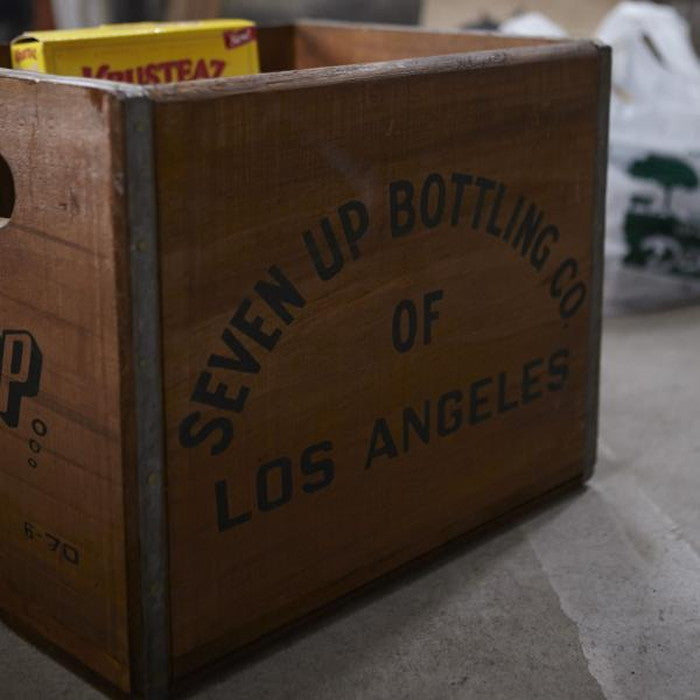 KRUSTEAZ
SEVEN UP BOTTLING CO.
OF
LOS ANGELES
P
6-70